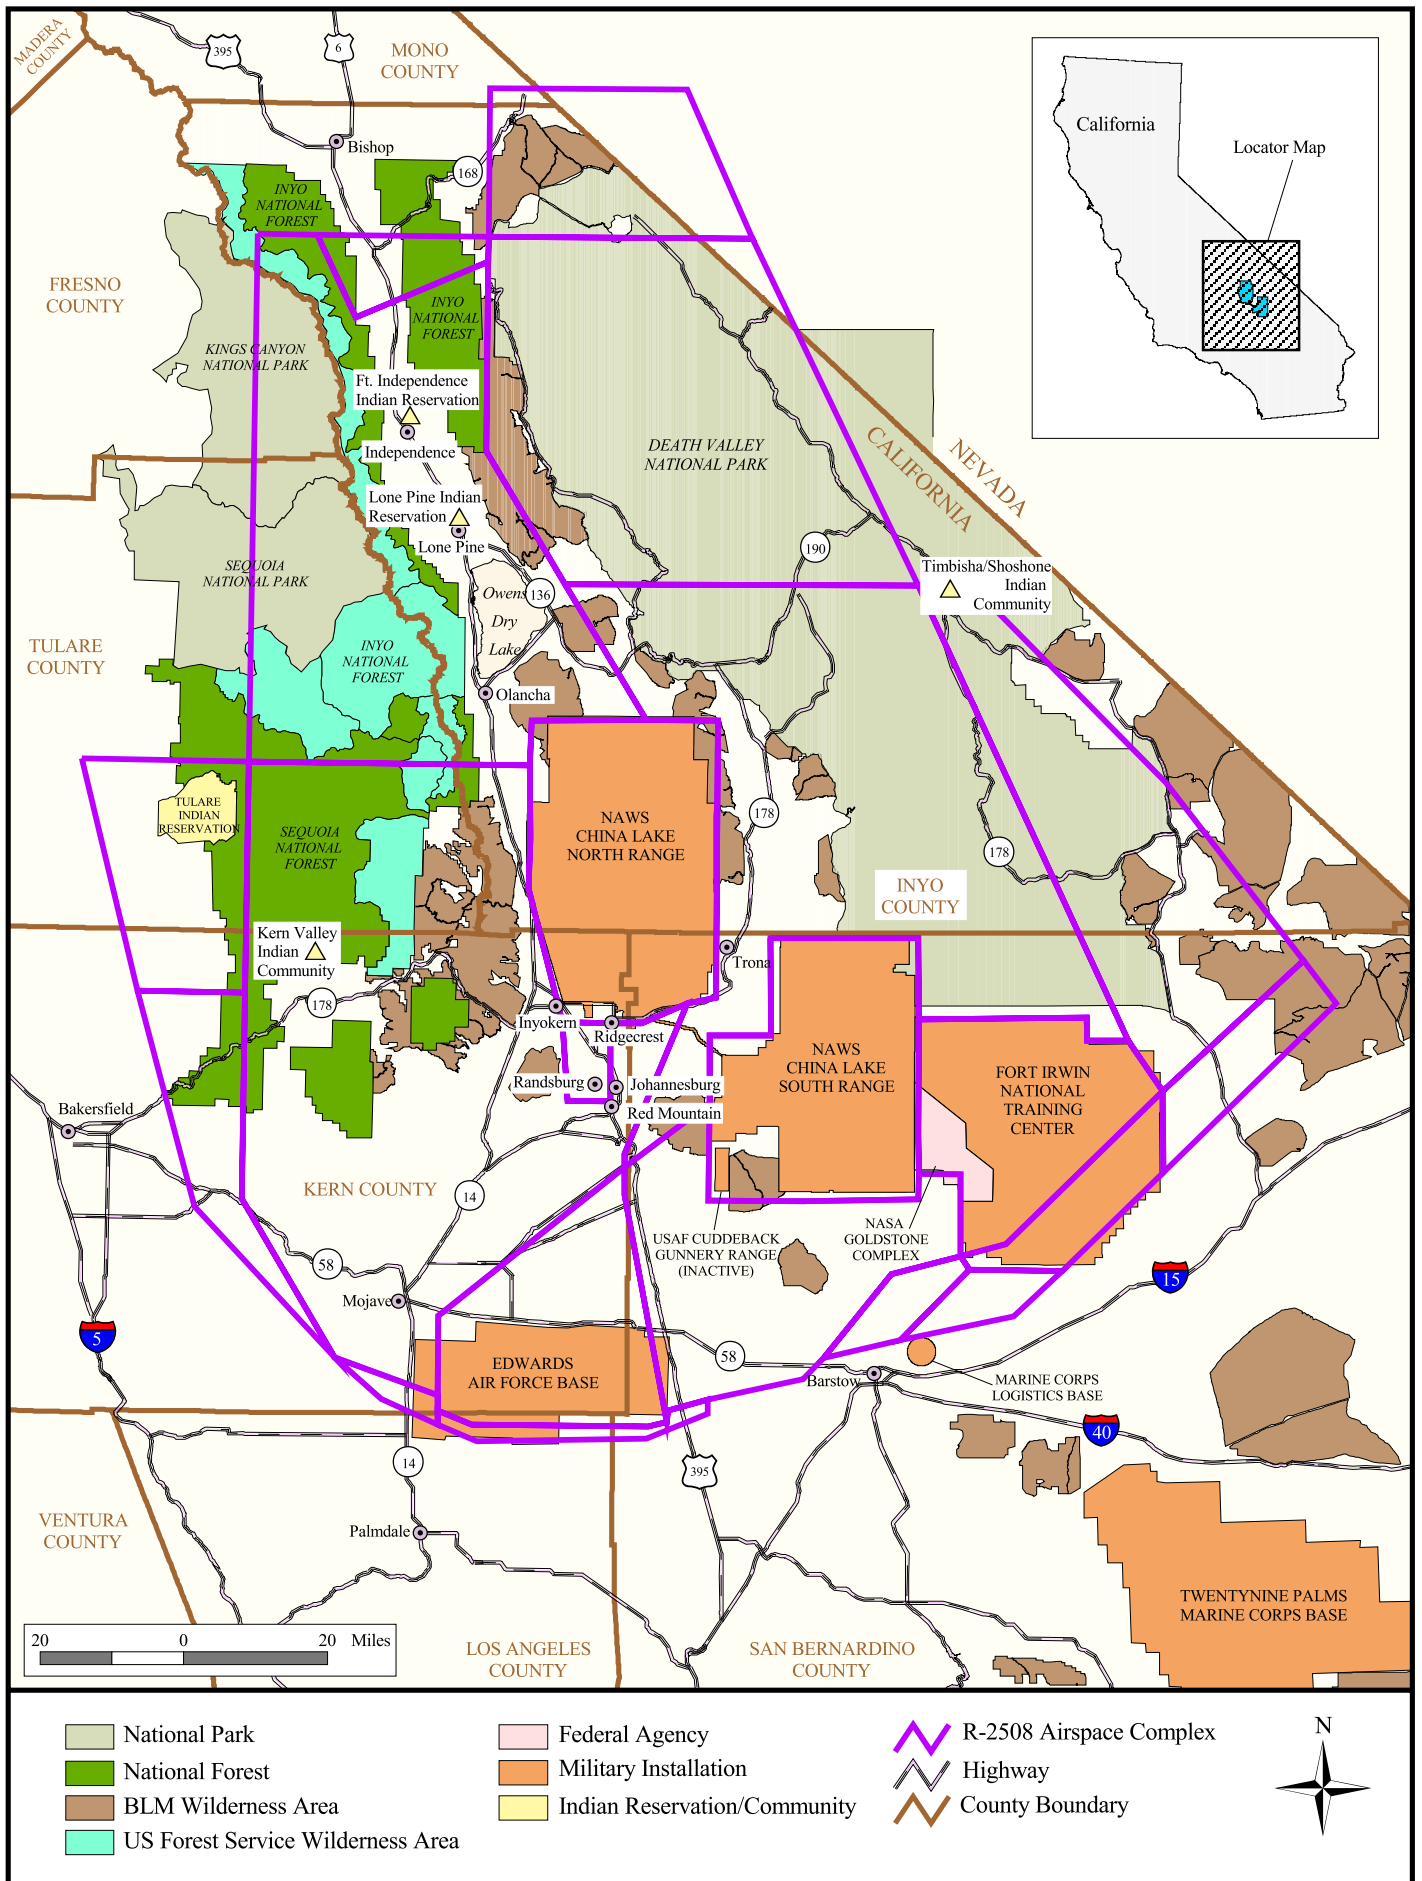 MADERA
COUNTY
395
6
MONO
COUNTY
Bishop
168
INYO
NATIONAL
FOREST
California
Locator Map
FRESNO
COUNTY
INYO
NATIONAL
FOREST
KINGS CANYON
NATIONAL PARK
Ft. Independence
Indian Reservation
Independence
DEATH VALLEY
NATIONAL PARK
NEVADA
CALIFORNIA
Lone Pine Indian
Reservation
Lone Pine
190
SEQUOIA
NATIONAL PARK
Timbisha/Shoshone
Indian
Community
Owens
Dry
Lake
136
TULARE
COUNTY
INYO
NATIONAL
FOREST
Olancha
TULARE
INDIAN
RESERVATION
SEQUOIA
NATIONAL
FOREST
NAWS
CHINA LAKE
NORTH RANGE
178
178
INYO
COUNTY
Kern Valley
Indian
Community
178
Trona
Inyokern
Ridgecrest
NAWS
CHINA LAKE
SOUTH RANGE
FORT IRWIN
NATIONAL
TRAINING
CENTER
Randsburg
Johannesburg
Red Mountain
Bakersfield
KERN COUNTY
14
USAF CUDDEBACK
GUNNERY RANGE
(INACTIVE)
NASA
GOLDSTONE
COMPLEX
58
15
Mojave
5
EDWARDS
AIR FORCE BASE
58
Barstow
MARINE CORPS
LOGISTICS BASE
40
14
395
VENTURA
COUNTY
Palmdale
TWENTYNINE PALMS
MARINE CORPS BASE
20 0 20 Miles
LOS ANGELES
COUNTY
SAN BERNARDINO
COUNTY
National Park
National Forest
BLM Wilderness Area
US Forest Service Wilderness Area
Federal Agency
Military Installation
Indian Reservation/Community
R-2508 Airspace Complex
Highway
County Boundary
N